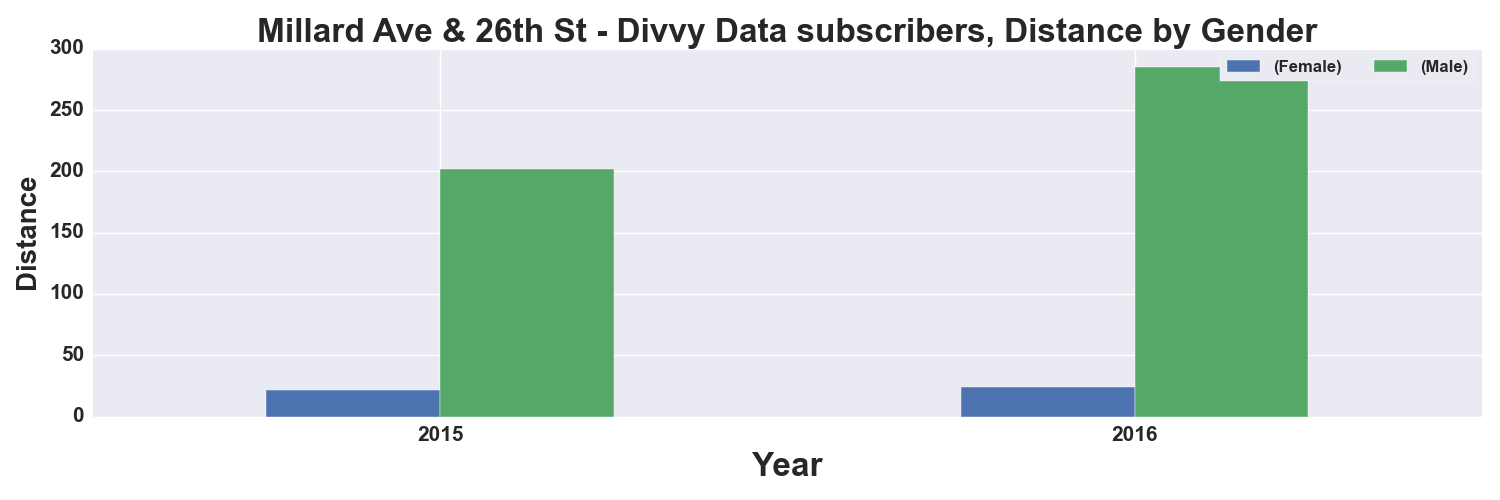 Millard Ave & 26th St - Divvy Data subscribers, Distance by Gender
300
(Female)
(Male)
250
200
150
100
50
0
Distance
2015
2016
Year